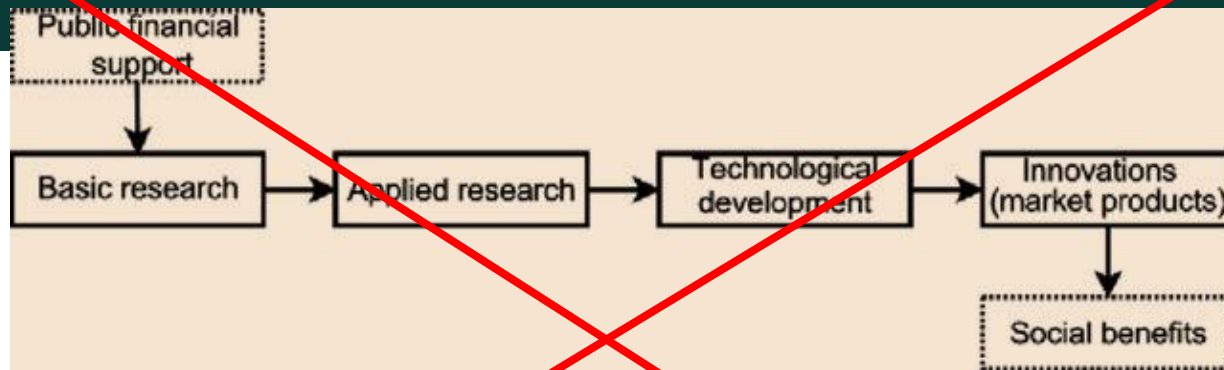 Public financial
support
Basic research
Applied research
Technological
development
Innovations
(market products)
Social benefits